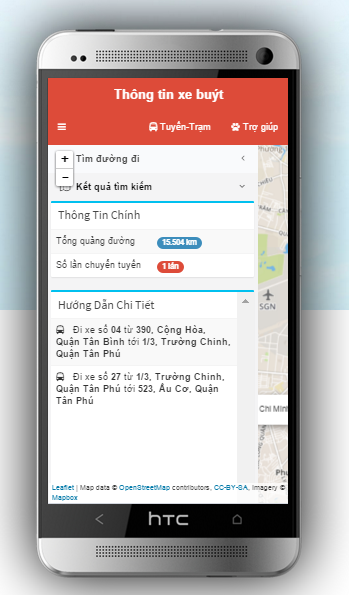 Thông tin xe buýt
Tuyến-Trạm
Trợ giúp
+
Tìm đường đi
−
Kết quả tìm kiếm
Thông Tin Chính
Tổng quãng đường 15.504 km
Số lần chuyển tuyến 1 lần
Hướng Dẫn Chi Tiết
Đi xe số 04 từ 390, Cộng Hòa,
Quận Tân Bình tới 1/3, Trường Chinh,
Quận Tân Phú
Đi xe số 27 từ 1/3, Trường Chinh,
Quận Tân Phú tới 523, Âu Cơ, Quận
Tân Phú
SGN
Chí Minh
Phú
Leaflet | Map data © OpenStreetMap contributors, CC-BY-SA, Imagery ©
Mapbox
hTC